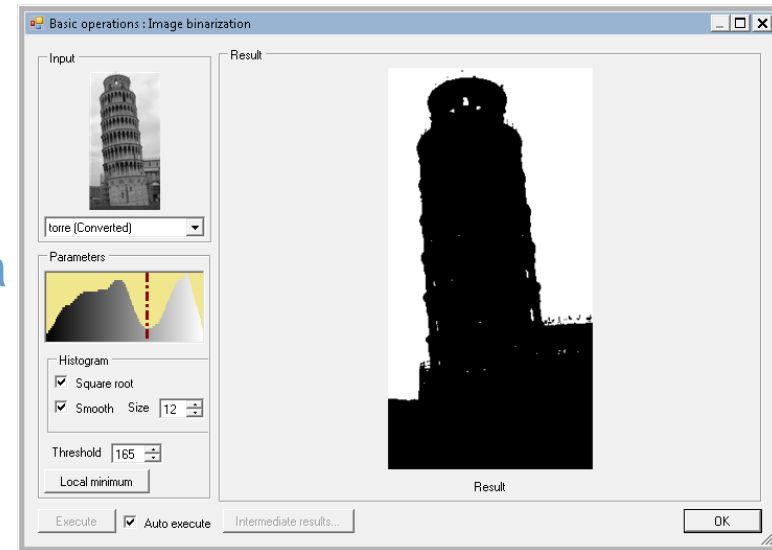 Basic operations : Image binarization
Input
torre (Converted)
Parameters
Histogram
Square root
Smooth Size 12
Threshold 165
Local minimum
Execute Auto execute Intermediate results...
Result
Result
OK
a